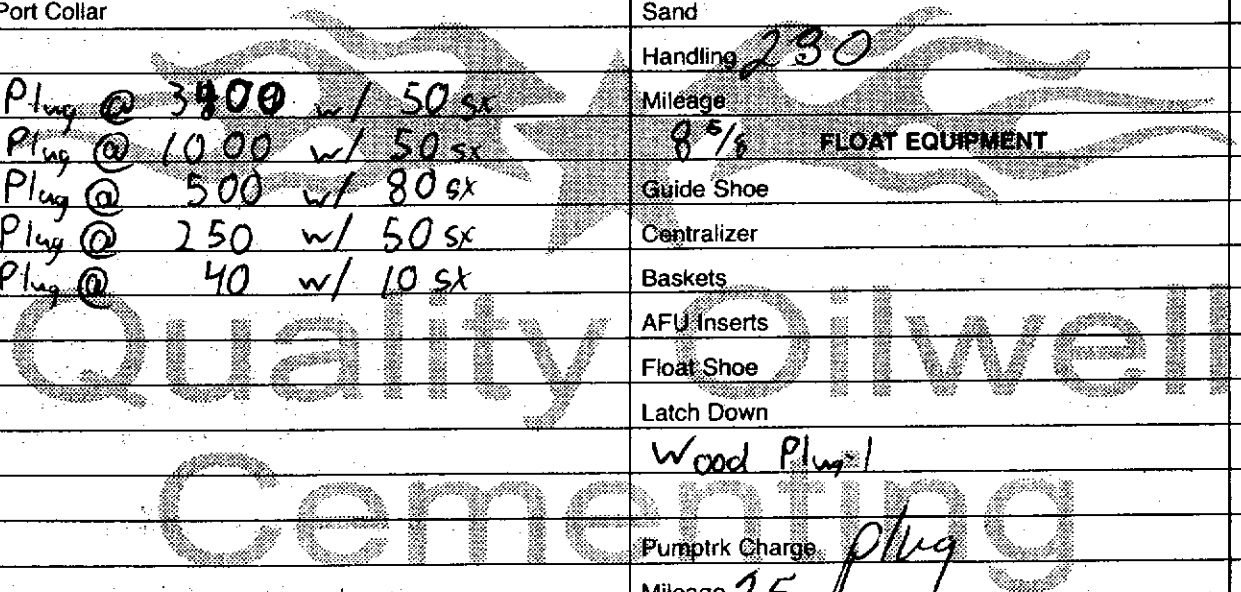 Port Collar
Plug @ 3400 w/ 50 sx
Plug @ 1000 w/ 50 sx
Plug @ 500 w/ 80 sx
Plug @ 250 w/ 50 sx
Plug @ 40 w/ 10 sx
Sand
Handling 290
Mileage
8 5/8 FLOAT EQUIPMENT
Guide Shoe
Centralizer
Baskets
AFU Inserts
Float Shoe
Latch Down
Wood Plug-1
Pumptrk Charge plug
Mileage
Quality Oilwell
Cementing